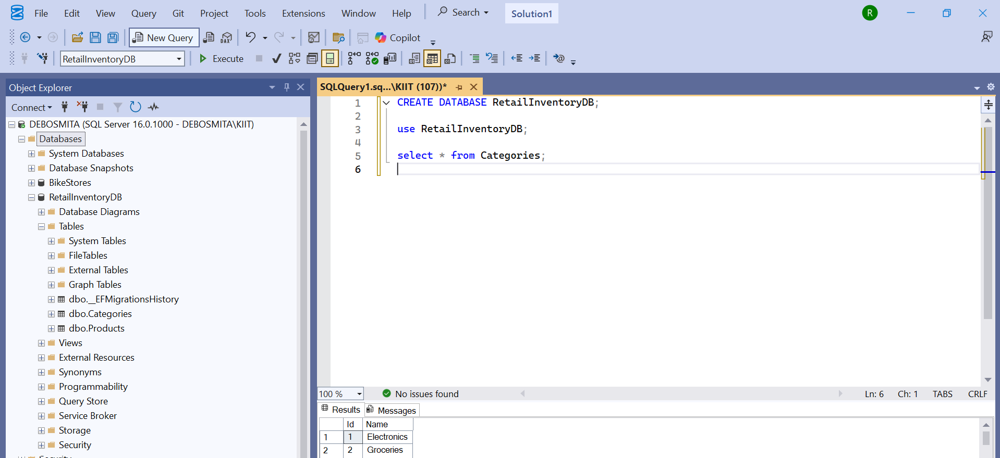 File Edit View Query Git Project Tools Extensions Window Help Search Solution1 R
New Query DAX Copilot
RetailInventoryDB Execute
Object Explorer
Connect
DEBOSMITA (SQL Server 16.0.1000 - DEBOSMITA\KIIT)
Databases
System Databases
Database Snapshots
BikeStores
RetailInventoryDB
Database Diagrams
Tables
System Tables
FileTables
External Tables
Graph Tables
dbo.__EFMigrationsHistory
dbo.Categories
dbo.Products
Views
External Resources
Synonyms
Programmability
Query Store
Service Broker
Storage
Security
Security
SQLQuery1.sq...\KIIT (107))*
1 CREATE DATABASE RetailInventoryDB;
2
3 use RetailInventoryDB;
4
5 select * from Categories;
6
100 % No issues found Ln: 6 Ch: 1 TABS CRLF
Results Messages
Id Name
1 1 Electronics
2 2 Groceries